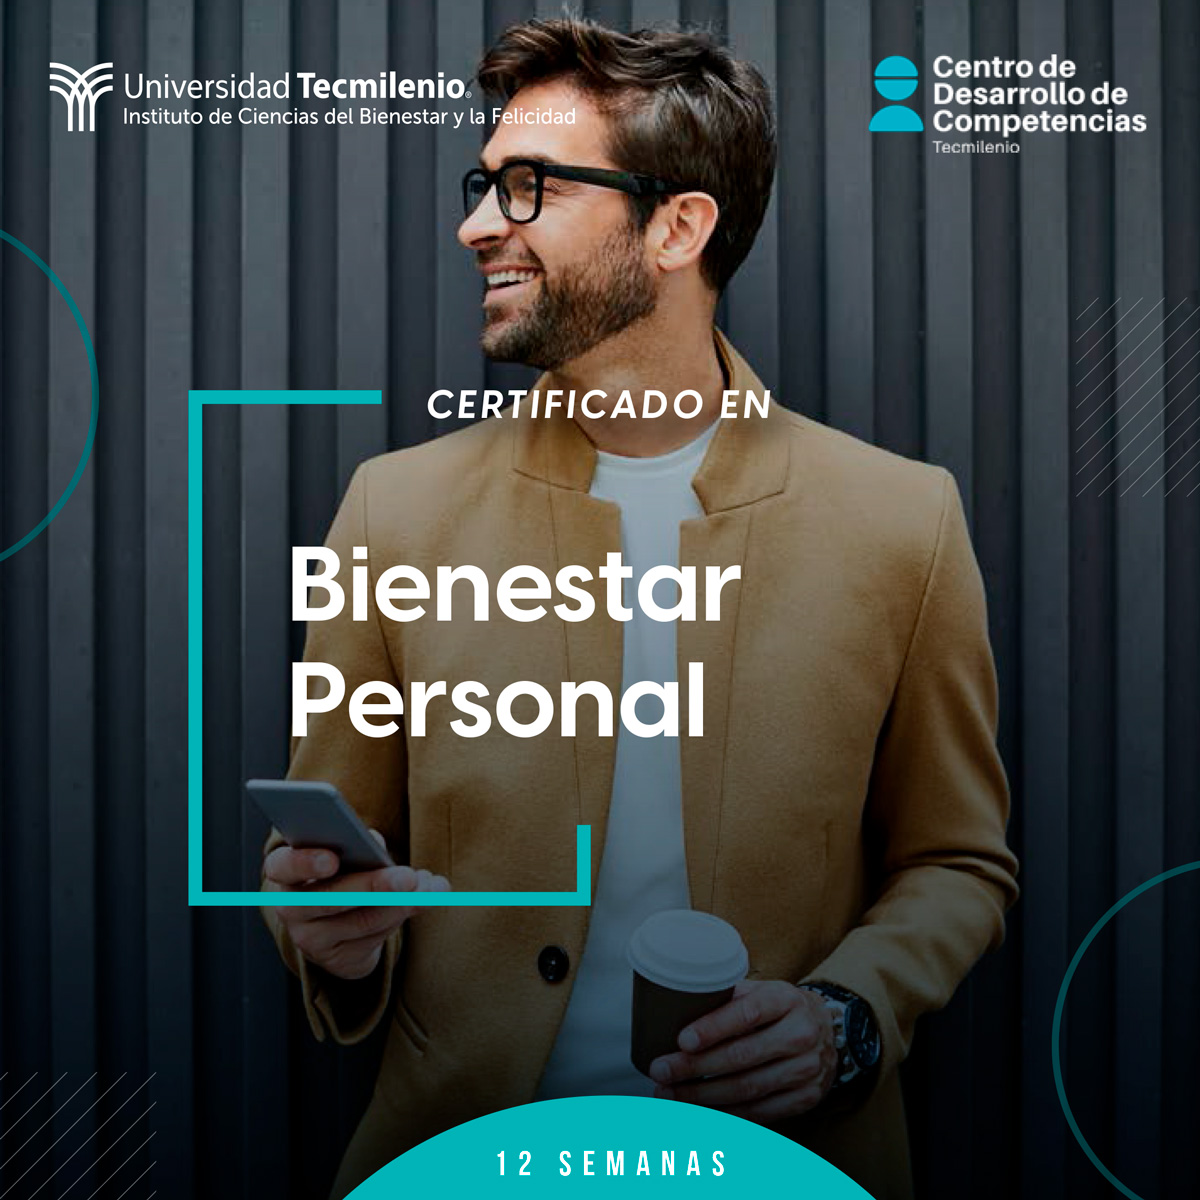 Universidad Tecmilenio®
Instituto de Ciencias del Bienestar y la Felicidad
Centro de
Desarrollo de
Competencias
Tecmilenio
CERTIFICADO EN
Bienestar
Personal
12 SEMANAS